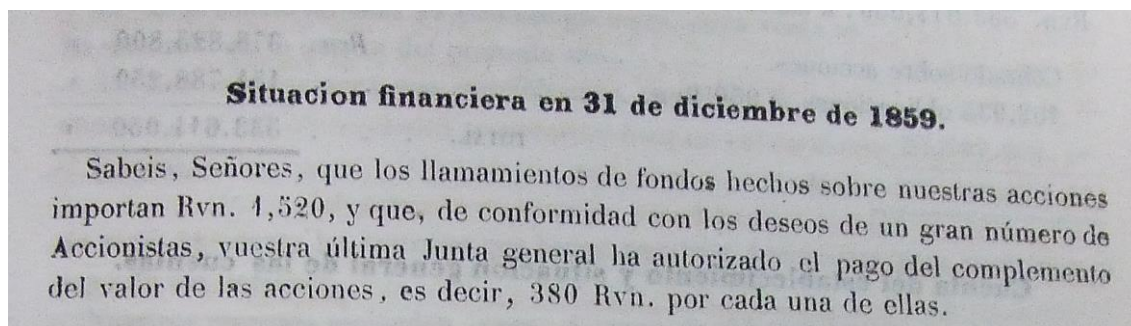 Situacion financiera en 31 de diciembre de 1859.
Sabeis, Señores, que los llamamientos de fondos hechos sobre nuestras acciones
importan Rvn. 1,520, y que, de conformidad con los deseos de un gran número de
Accionistas, vuestra última Junta general ha autorizado el pago del complemento
del valor de las acciones, es decir, 380 Rvn. por cada una de ellas.